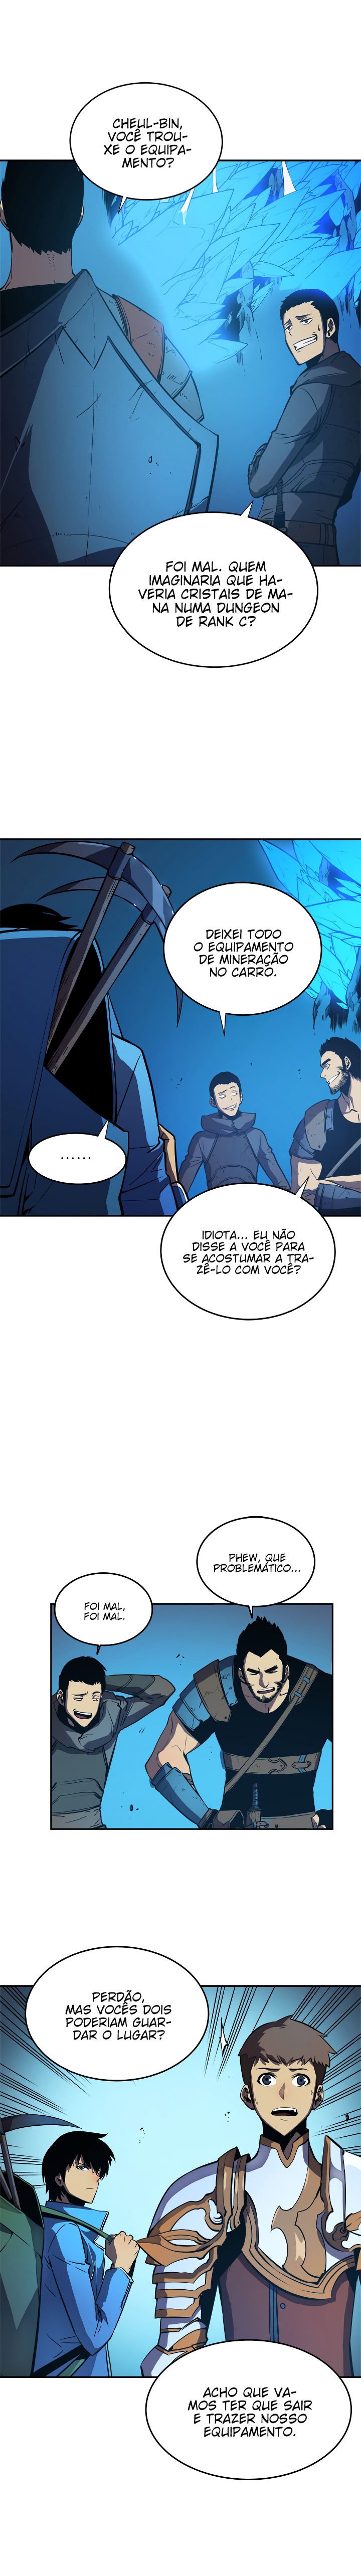 CHEUL-BIN,
VOCÊ TROU-
XE O EQUIPA-
MENTO?
FOI MAL. QUEM
IMAGINARIA QUE HA-
VERIA CRISTAIS DE MA-
NA NUMA DUNGEON
DE RANK C?
DEIXEI TODO
O EQUIPAMENTO
DE MINERAÇÃO
NO CARRO.
......
IDIOTA... EU NÃO
DISSE A VOCÊ PARA
SE ACOSTUMAR A TRA-
ZÊ-LO COM VOCÊ?
PHEW, QUE
PROBLEMÁTICO...
FOI MAL,
FOI MAL.
PERDÃO,
MAS VOCÊS DOIS
PODERIAM GUAR-
DAR O LUGAR?
ACHO QUE VA-
MOS TER QUE SAIR
E TRAZER NOSSO
EQUIPAMENTO.